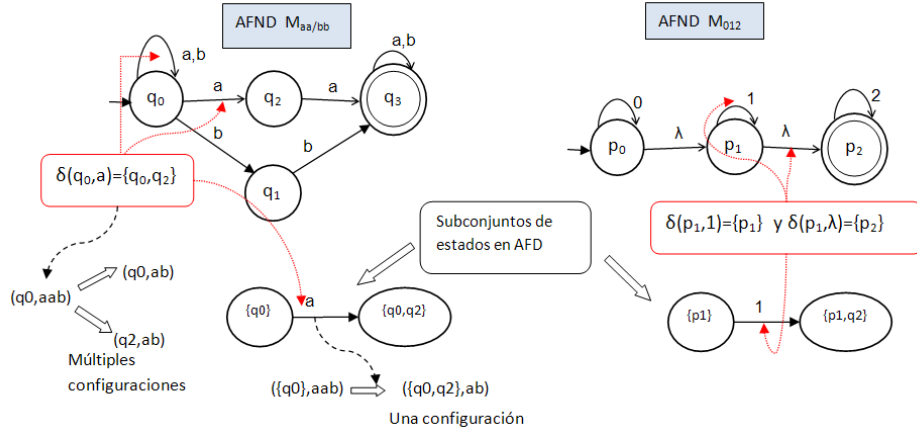 AFND M_aa/bb
AFND M_012
a,b
a,b
q0
a
q2
a
q3
b
b
q1
0
1
2
p0
λ
p1
λ
p2
δ(q0,a)={q0,q2}
Subconjuntos de
estados en AFD
δ(p1,1)={p1} y δ(p1,λ)={p2}
(q0,aab)
(q0,ab)
(q2,ab)
Múltiples
configuraciones
{q0}
a
{q0,q2}
{p1}
1
{p1,q2}
({q0},aab)
({q0,q2},ab)
Una configuración